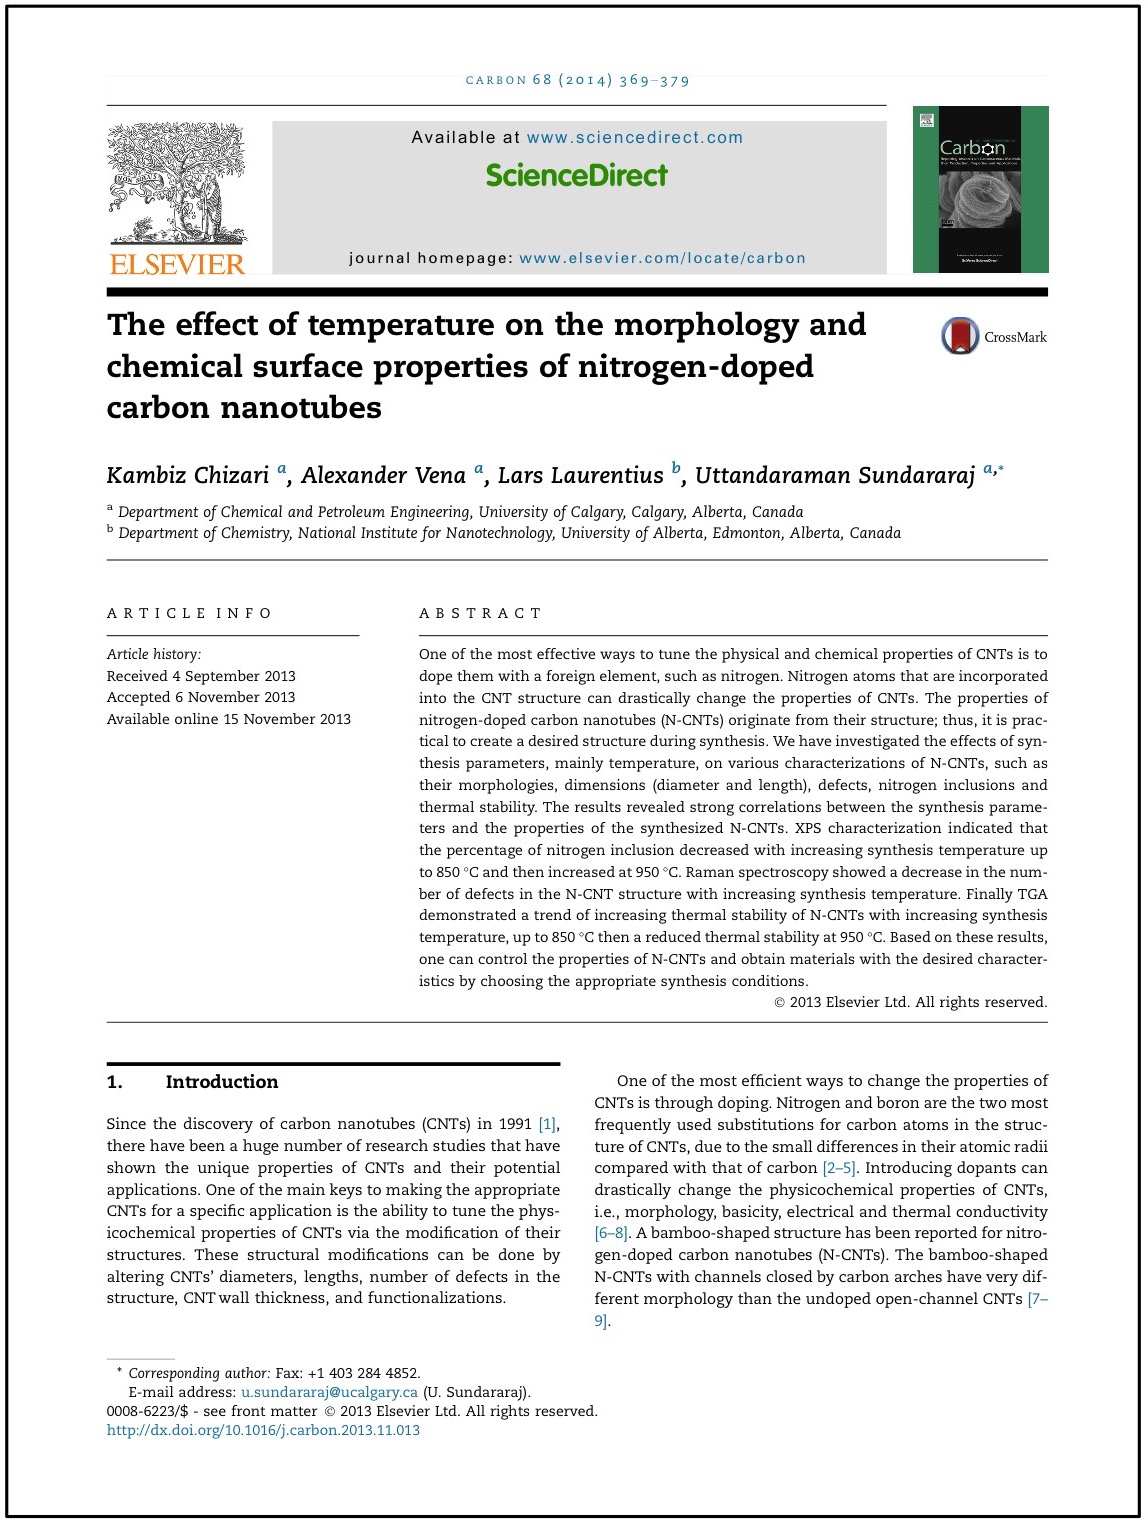 CARBON 68 (2014) 369–379
Available at www.sciencedirect.com
ScienceDirect
journal homepage: www.elsevier.com/locate/carbon
ELSEVIER
Carbon
The effect of temperature on the morphology and
chemical surface properties of nitrogen-doped
carbon nanotubes
CrossMark
Kambiz Chizari a, Alexander Vena a, Lars Laurentius b, Uttandaraman Sundararaj a,*
a Department of Chemical and Petroleum Engineering, University of Calgary, Calgary, Alberta, Canada
b Department of Chemistry, National Institute for Nanotechnology, University of Alberta, Edmonton, Alberta, Canada
ARTICLE INFO
Article history:
Received 4 September 2013
Accepted 6 November 2013
Available online 15 November 2013
ABSTRACT
One of the most effective ways to tune the physical and chemical properties of CNTs is to
dope them with a foreign element, such as nitrogen. Nitrogen atoms that are incorporated
into the CNT structure can drastically change the properties of CNTs. The properties of
nitrogen-doped carbon nanotubes (N-CNTs) originate from their structure; thus, it is prac-
tical to create a desired structure during synthesis. We have investigated the effects of syn-
thesis parameters, mainly temperature, on various characterizations of N-CNTs, such as
their morphologies, dimensions (diameter and length), defects, nitrogen inclusions and
thermal stability. The results revealed strong correlations between the synthesis parame-
ters and the properties of the synthesized N-CNTs. XPS characterization indicated that
the percentage of nitrogen inclusion decreased with increasing synthesis temperature up
to 850 °C and then increased at 950 °C. Raman spectroscopy showed a decrease in the num-
ber of defects in the N-CNT structure with increasing synthesis temperature. Finally TGA
demonstrated a trend of increasing thermal stability of N-CNTs with increasing synthesis
temperature, up to 850 °C then a reduced thermal stability at 950 °C. Based on these results,
one can control the properties of N-CNTs and obtain materials with the desired character-
istics by choosing the appropriate synthesis conditions.
© 2013 Elsevier Ltd. All rights reserved.
1. Introduction
Since the discovery of carbon nanotubes (CNTs) in 1991 [1],
there have been a huge number of research studies that have
shown the unique properties of CNTs and their potential
applications. One of the main keys to making the appropriate
CNTs for a specific application is the ability to tune the phys-
icochemical properties of CNTs via the modification of their
structures. These structural modifications can be done by
altering CNTs' diameters, lengths, number of defects in the
structure, CNT wall thickness, and functionalizations.
One of the most efficient ways to change the properties of
CNTs is through doping. Nitrogen and boron are the two most
frequently used substitutions for carbon atoms in the struc-
ture of CNTs, due to the small differences in their atomic radii
compared with that of carbon [2–5]. Introducing dopants can
drastically change the physicochemical properties of CNTs,
i.e., morphology, basicity, electrical and thermal conductivity
[6–8]. A bamboo-shaped structure has been reported for nitro-
gen-doped carbon nanotubes (N-CNTs). The bamboo-shaped
N-CNTs with channels closed by carbon arches have very dif-
ferent morphology than the undoped open-channel CNTs [7–
9].
* Corresponding author: Fax: +1 403 284 4852.
E-mail address: u.sundararaj@ucalgary.ca (U. Sundararaj).
0008-6223/$ - see front matter © 2013 Elsevier Ltd. All rights reserved.
http://dx.doi.org/10.1016/j.carbon.2013.11.013